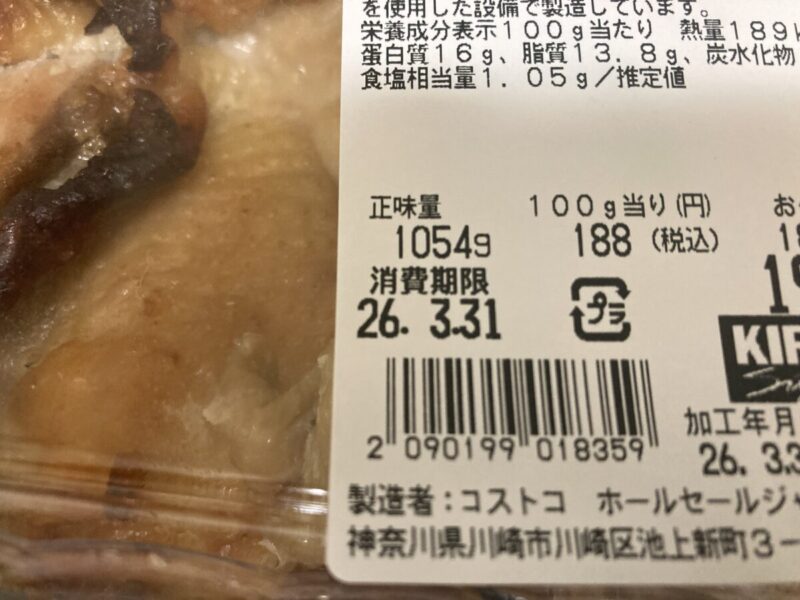 を使用した設備で製造しています。
栄養成分表示100g当たり 熱量189k
蛋白質16g、脂質13.8g、炭水化物
食塩相当量1.05g/推定値
正味量 100g当り(円) お
1054g 188 (税込) 18
消費期限 1
26. 3.31 プラ
KIR
2 090199 018359
加工年月
26. 3.3
製造者:コストコ ホールセールジャ
神奈川県川崎市川崎区池上新町3-